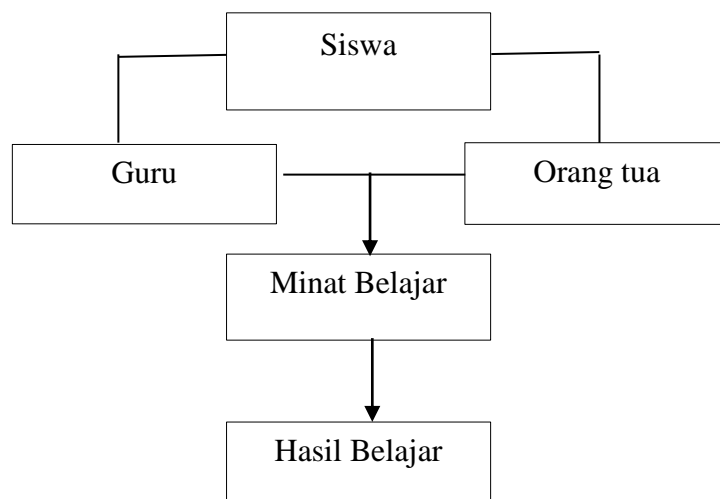 Siswa
Guru
Orang tua
Minat Belajar
Hasil Belajar